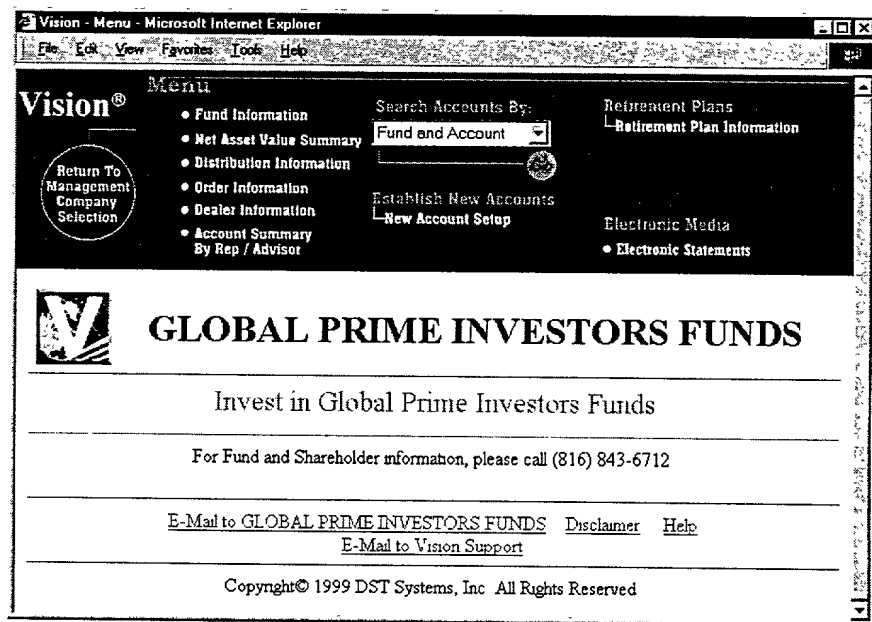 Vision - Menu - Microsoft Internet Explorer
File Edit View Favorites Tools Help
Vision®
Return To
Management
Company
Selection
Menu
Fund Information
Net Asset Value Summary
Distribution Information
Order Information
Dealer Information
Account Summary
By Rep / Advisor
Search Accounts By:
Fund and Account
Establish New Accounts
New Account Setup
Retirement Plans
Retirement Plan Information
Electronic Media
Electronic Statements
GLOBAL PRIME INVESTORS FUNDS
Invest in Global Prime Investors Funds
For Fund and Shareholder information, please call (816) 843-6712
E-Mail to GLOBAL PRIME INVESTORS FUNDS Disclaimer Help
E-Mail to Vision Support
Copyright© 1999 DST Systems, Inc All Rights Reserved